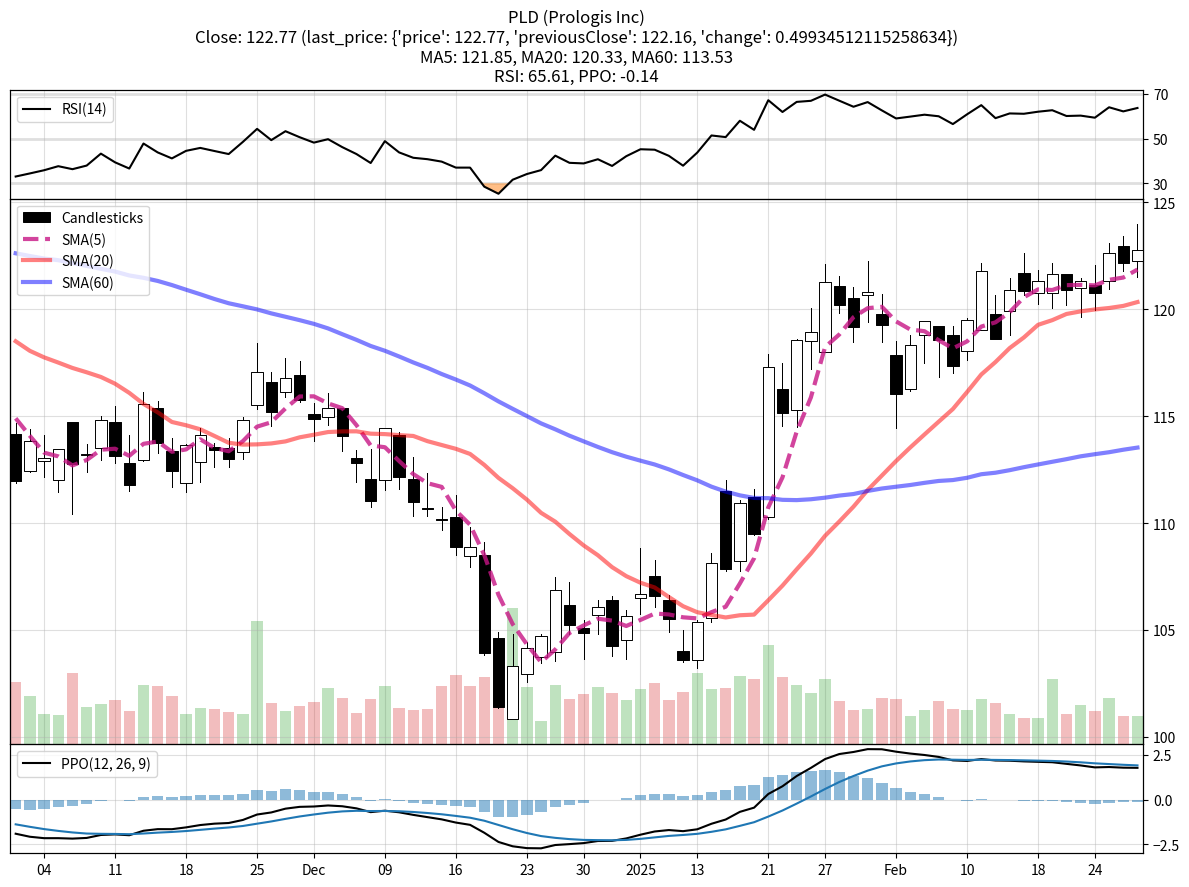 PLD (Prologis Inc)
Close: 122.77 (last_price: {'price': 122.77, 'previousClose': 122.16, 'change': 0.49934512115258634})
MA5: 121.85, MA20: 120.33, MA60: 113.53
RSI: 65.61, PPO: -0.14
RSI(14)
70
50
30
Candlesticks
SMA(5)
SMA(20)
SMA(60)
125
120
115
110
105
100
PPO(12, 26, 9)
2.5
0.0
−2.5
04 11 18 25 Dec 09 16 23 30 2025 13 21 27 Feb 10 18 24